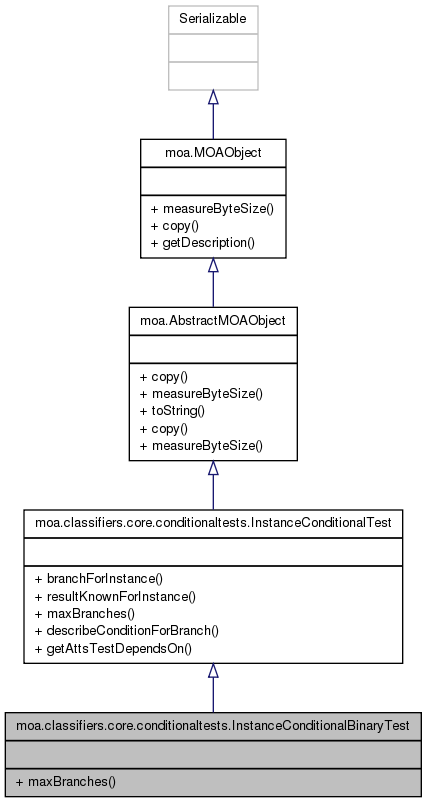 Serializable
moa.MOAObject
+ measureByteSize()
+ copy()
+ getDescription()
moa.AbstractMOAObject
+ copy()
+ measureByteSize()
+ toString()
+ copy()
+ measureByteSize()
moa.classifiers.core.conditionaltests.InstanceConditionalTest
+ branchForInstance()
+ resultKnownForInstance()
+ maxBranches()
+ describeConditionForBranch()
+ getAttsTestDependsOn()
moa.classifiers.core.conditionaltests.InstanceConditionalBinaryTest
+ maxBranches()